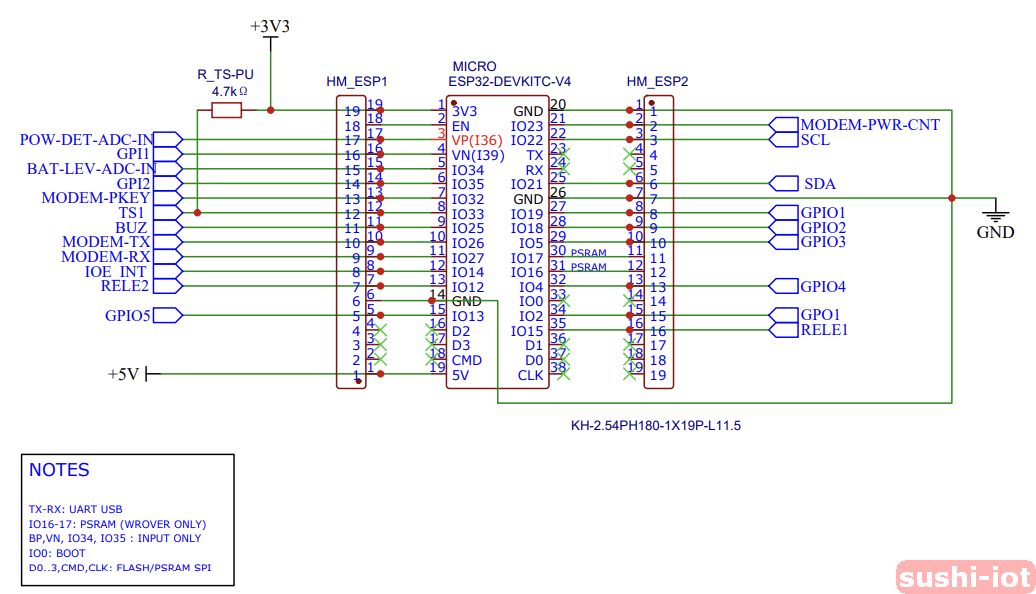 +3V3
R_TS-PU
4.7kΩ
HM_ESP1
MICRO
ESP32-DEVKITC-V4
HM_ESP2
19 19 1 3V3 GND 20 1 1
18 18 2 EN IO23 21 2 2 MODEM-PWR-CNT
POW-DET-ADC-IN 17 17 3 VP(I36) IO22 22 3 3 SCL
GPI1 16 16 4 VN(I39) TX 23 4 4
BAT-LEV-ADC-IN 15 15 5 IO34 RX 24 5 5
GPI2 14 14 6 IO35 IO21 25 6 6 SDA
MODEM-PKEY 13 13 7 IO32 GND 26 7 7
TS1 12 12 8 IO33 IO19 27 8 8 GPIO1
BUZ 11 11 9 IO25 IO18 28 9 9 GPIO2
MODEM-TX 10 10 10 IO26 IO5 29 10 10 GPIO3
MODEM-RX 9 9 11 IO27 IO17 30 PSRAM 11 11
IOE_INT 8 8 12 IO14 IO16 31 PSRAM 12 12
RELE2 7 7 13 IO12 IO4 32 13 13 GPIO4
6 6 14 GND IO0 33 14 14
GPIO5 5 5 15 IO13 IO2 34 15 15 GPO1
4 4 16 D2 IO15 35 16 16 RELE1
3 3 17 D3 D1 36 17 17
2 2 18 CMD D0 37 18 18
+5V 1 1 19 5V CLK 38 19 19
GND
KH-2.54PH180-1X19P-L11.5
NOTES
TX-RX: UART USB
IO16-17: PSRAM (WROVER ONLY)
BP,VN, IO34, IO35 : INPUT ONLY
IO0: BOOT
D0..3,CMD,CLK: FLASH/PSRAM SPI
sushi-iot